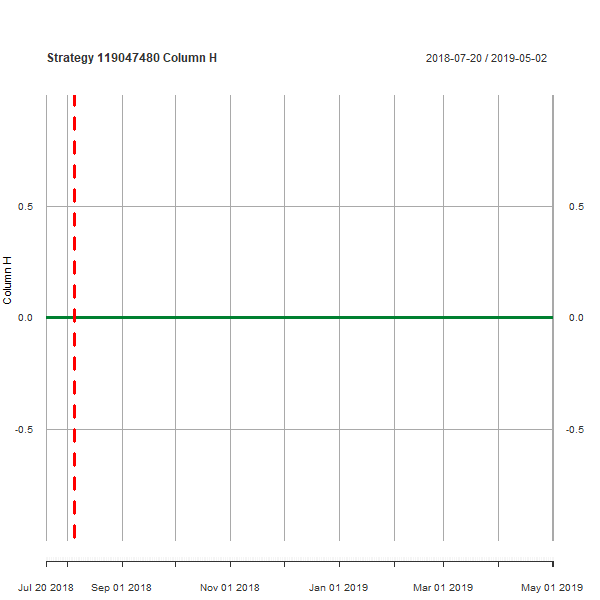 Strategy 119047480 Column H
2018-07-20 / 2019-05-02
0.5
0.5
Column H
0.0
0.0
-0.5
-0.5
Jul 20 2018
Sep 01 2018
Nov 01 2018
Jan 01 2019
Mar 01 2019
May 01 2019